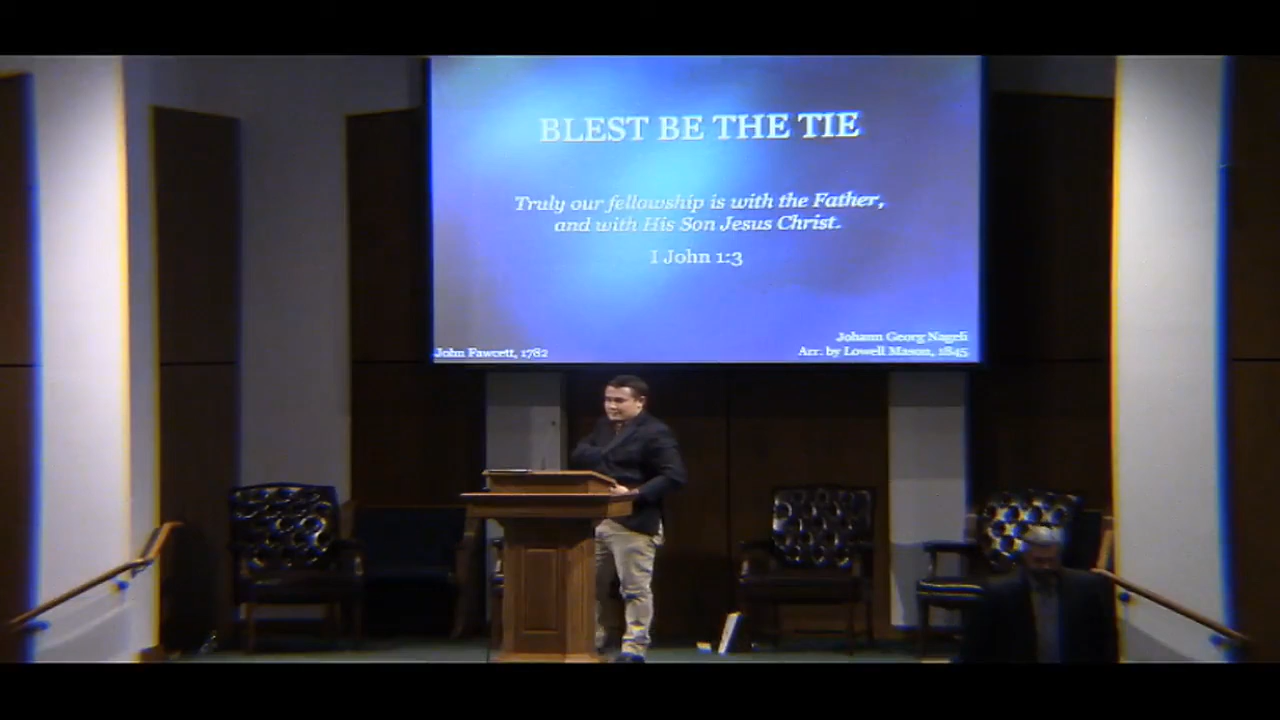 BLEST BE THE TIE
Truly our fellowship is with the Father,
and with His Son Jesus Christ.
I John 1:3
Johann Georg Nageli
John Fawcett, 1782
Arr. by Lowell Mason, 1845